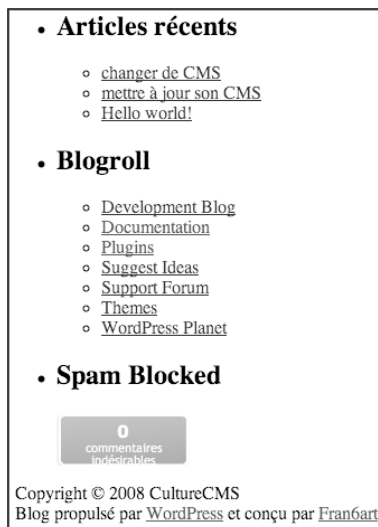 Articles récents
changer de CMS
mettre à jour son CMS
Hello world!
Blogroll
Development Blog
Documentation
Plugins
Suggest Ideas
Support Forum
Themes
WordPress Planet
Spam Blocked
0
commentaires
indésirables
Copyright © 2008 CultureCMS
Blog propulsé par WordPress et conçu par Fran6art